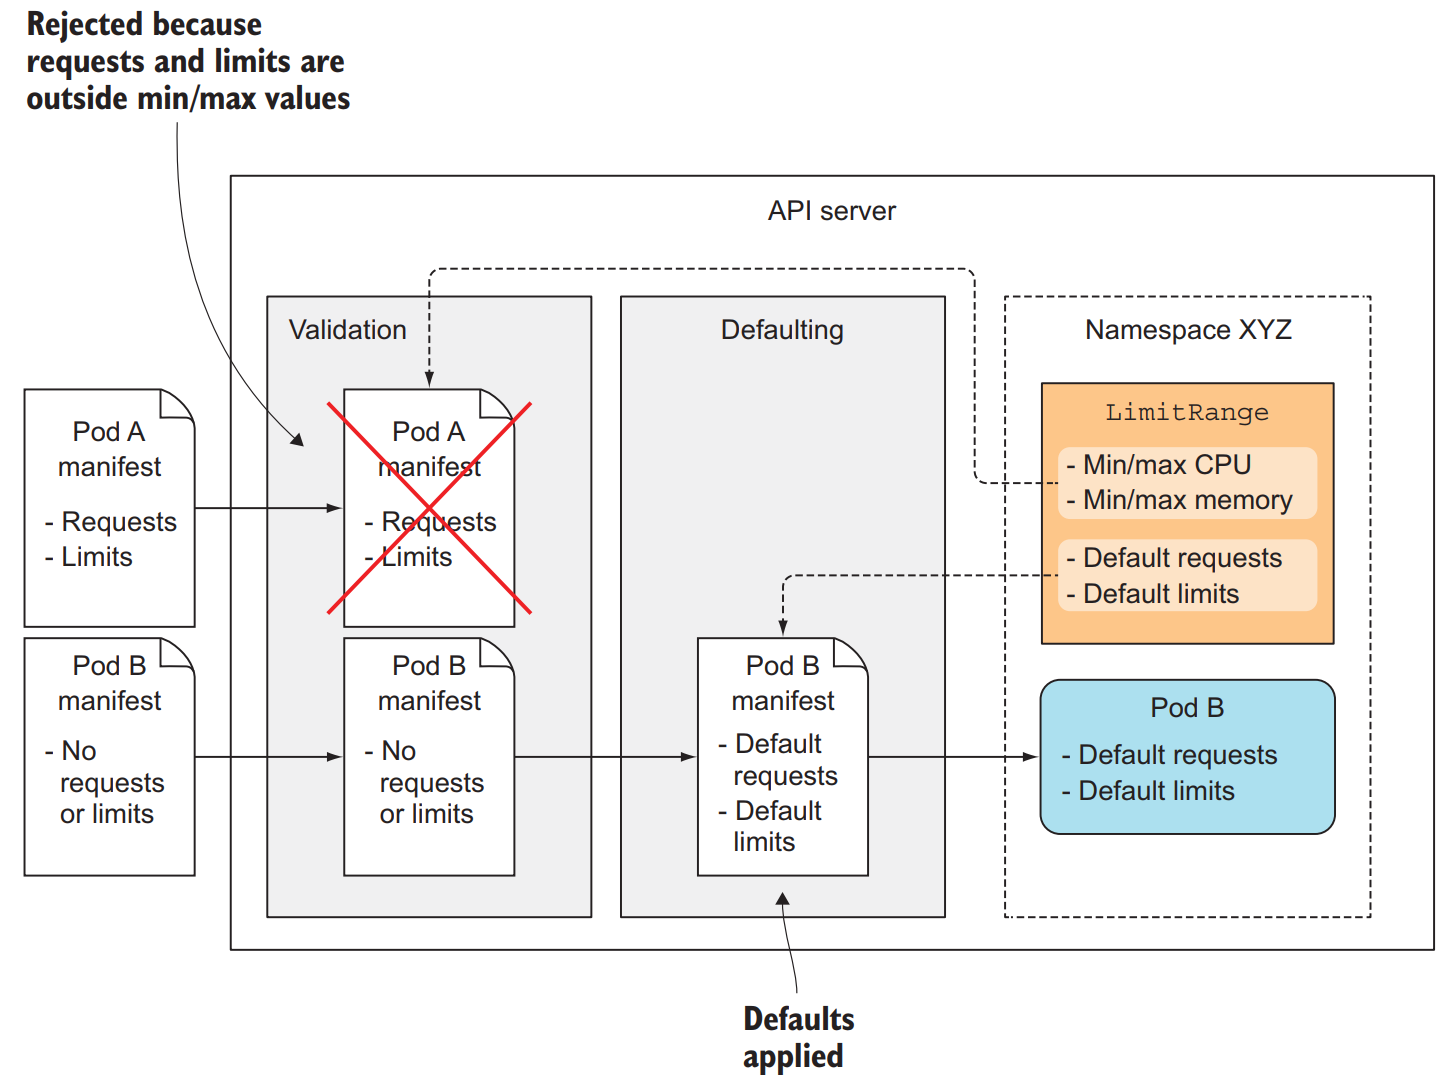 Rejected because
requests and limits are
outside min/max values
API server
Validation
Defaulting
Namespace XYZ
Pod A
manifest
- Requests
- Limits
Pod A
manifest
- Requests
- Limits
LimitRange
- Min/max CPU
- Min/max memory
- Default requests
- Default limits
Pod B
manifest
- No
requests
or limits
Pod B
manifest
- No
requests
or limits
Pod B
manifest
- Default
requests
- Default
limits
Pod B
- Default requests
- Default limits
Defaults
applied